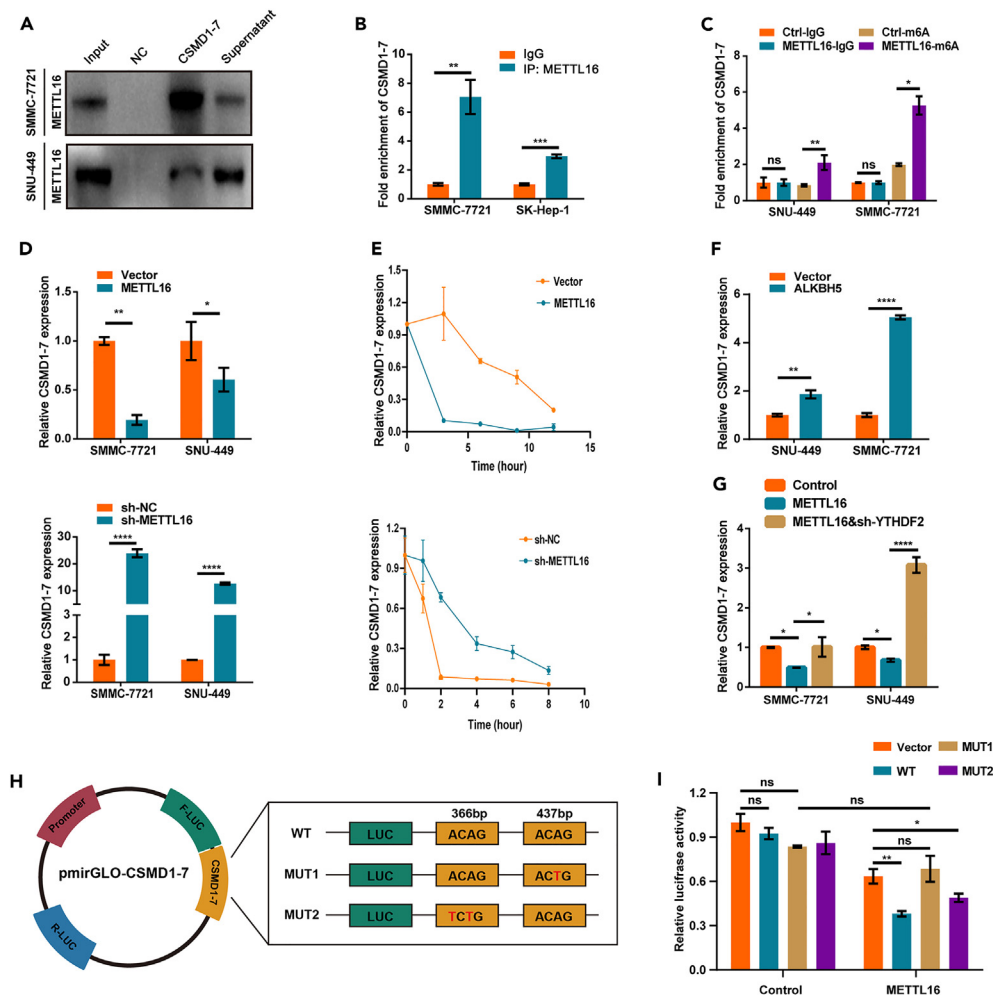 A
Input
NC
CSMD1-7
Supernatant
SMMC-7721
METTL16
SNU-449
METTL16
B
IgG
IP: METTL16
Fold enrichment of CSMD1-7
10
8
6
4
2
0
**
***
SMMC-7721
SK-Hep-1
C
Ctrl-IgG
METTL16-IgG
Ctrl-m6A
METTL16-m6A
Fold enrichment of CSMD1-7
8
6
4
2
0
ns
**
ns
*
SNU-449
SMMC-7721
D
Vector
METTL16
Relative CSMD1-7 expression
1.5
1.0
0.5
0.0
**
*
SMMC-7721
SNU-449
sh-NC
sh-METTL16
Relative CSMD1-7 expression
30
20
10
3
2
1
0
****
****
SMMC-7721
SNU-449
E
Relative CSMD1-7 expression
1.5
1.2
0.9
0.6
0.3
0.0
Vector
METTL16
0
5
10
15
Time (hour)
Relative CSMD1-7 expression
1.2
0.9
0.6
0.3
0.0
sh-NC
sh-METTL16
0
2
4
6
8
Time (hour)
F
Vector
ALKBH5
Relative CSMD1-7 expression
6
4
2
0
**
****
SNU-449
SMMC-7721
G
Control
METTL16
METTL16&sh-YTHDF2
Relative CSMD1-7 expression
4
3
2
1
0
*
*
*
****
SMMC-7721
SNU-449
H
Promoter
F-LUC
CSMD1-7
R-LUC
pmirGLO-CSMD1-7
366bp
437bp
WT
LUC
ACAG
ACAG
MUT1
LUC
ACAG
ACTG
MUT2
LUC
TCTG
ACAG
I
Vector
WT
MUT1
MUT2
Relative lucifrase activity
1.2
0.9
0.6
0.3
0.0
ns
ns
ns
*
ns
**
Control
METTL16